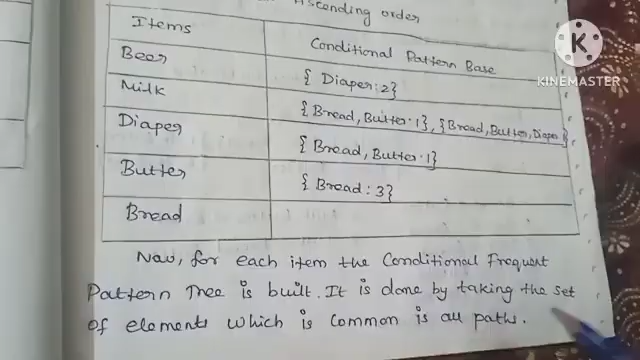 Ascending order
Items Conditional Pattern Base
Beer { Diaper:2}
Milk { Bread, Butter:1}, { Bread, Butter, Diaper }
Diaper { Bread, Butter:1}
Butter { Bread : 3}
Bread
Now, for each item the Conditional Frequent
Pattern Tree is built. It is done by taking the set
of elements which is common is all paths.
K
KINEMASTER